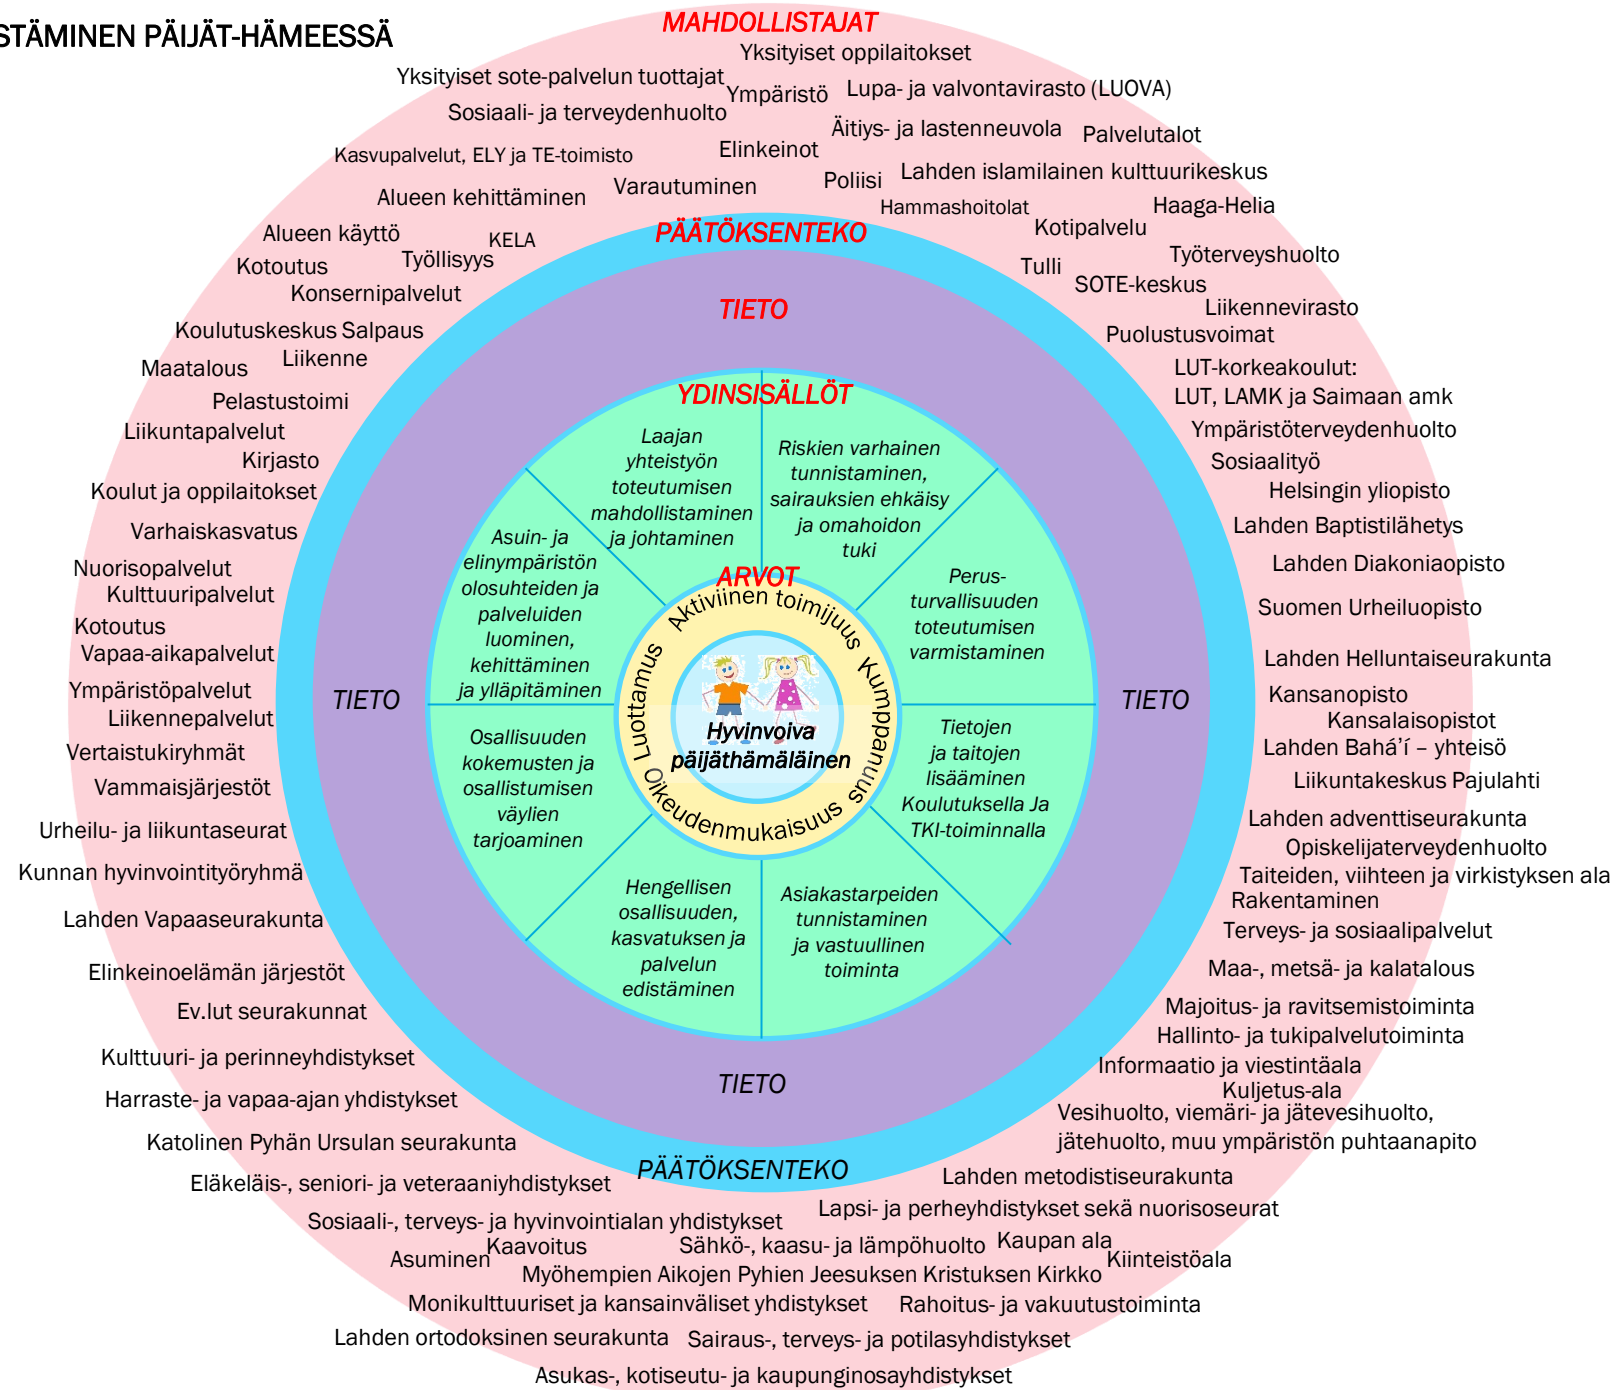 STÄMINEN PÄIJÄT-HÄMEESSÄ
MAHDOLLISTAJAT
Yksityiset oppilaitokset
Yksityiset sote-palvelun tuottajat
Ympäristö
Lupa- ja valvontavirasto (LUOVA)
Sosiaali- ja terveydenhuolto
Äitiys- ja lastenneuvola
Palvelutalot
Kasvupalvelut, ELY ja TE-toimisto
Elinkeinot
Alueen kehittäminen
Varautuminen
Poliisi
Lahden islamilainen kulttuurikeskus
Hammashoitolat
Haaga-Helia
Alueen käyttö
KELA
PÄÄTÖKSENTEKO
Kotipalvelu
Kotoutus
Työllisyys
Tulli
Työterveyshuolto
Konsernipalvelut
SOTE-keskus
TIETO
Liikennevirasto
Koulutuskeskus Salpaus
Puolustusvoimat
Maatalous
Liikenne
LUT-korkeakoulut:
LUT, LAMK ja Saimaan amk
Pelastustoimi
YDINSISÄLLÖT
Liikuntapalvelut
Ympäristöterveydenhuolto
Kirjasto
Sosiaalityö
Koulut ja oppilaitokset
Helsingin yliopisto
Varhaiskasvatus
Lahden Baptistilähetys
Nuorisopalvelut
Lahden Diakoniaopisto
Kulttuuripalvelut
Suomen Urheiluopisto
Kotoutus
Vapaa-aikapalvelut
Lahden Helluntaiseurakunta
Ympäristöpalvelut
Kansanopisto
Liikennepalvelut
Kansalaisopistot
Vertaistukiryhmät
Lahden Bahá’í – yhteisö
Vammaisjärjestöt
Liikuntakeskus Pajulahti
Urheilu- ja liikuntaseurat
Lahden adventtiseurakunta
Opiskelijaterveydenhuolto
Kunnan hyvinvointityöryhmä
Taiteiden, viihteen ja virkistyksen ala
Rakentaminen
Lahden Vapaaseurakunta
Terveys- ja sosiaalipalvelut
Elinkeinoelämän järjestöt
Maa-, metsä- ja kalatalous
Ev.lut seurakunnat
Majoitus- ja ravitsemistoiminta
Hallinto- ja tukipalvelutoiminta
Kulttuuri- ja perinneyhdistykset
Informaatio ja viestintäala
Kuljetus-ala
Harraste- ja vapaa-ajan yhdistykset
Vesihuolto, viemäri- ja jätevesihuolto,
jätehuolto, muu ympäristön puhtaanapito
Katolinen Pyhän Ursulan seurakunta
Laajan
yhteistyön
toteutumisen
mahdollistaminen
ja johtaminen
Riskien varhainen
tunnistaminen,
sairauksien ehkäisy
ja omahoidon
tuki
Asuin- ja
elinympäristön
olosuhteiden ja
palveluiden
luominen,
kehittäminen
ja ylläpitäminen
Perus-
turvallisuuden
toteutumisen
varmistaminen
ARVOT
Aktiviinen toimijuus
Kumppanuus
Oikeudenmukaisuus
Luottamus
Hyvinvoiva
päijäthämäläinen
TIETO
TIETO
Osallisuuden
kokemusten ja
osallistumisen
väylien
tarjoaminen
Tietojen
ja taitojen
lisääminen
Koulutuksella Ja
TKI-toiminnalla
Hengellisen
osallisuuden,
kasvatuksen ja
palvelun
edistäminen
Asiakastarpeiden
tunnistaminen
ja vastuullinen
toiminta
TIETO
PÄÄTÖKSENTEKO
Eläkeläis-, seniori- ja veteraaniyhdistykset
Lahden metodistiseurakunta
Sosiaali-, terveys- ja hyvinvointialan yhdistykset
Lapsi- ja perheyhdistykset sekä nuorisoseurat
Asuminen
Kaavoitus
Sähkö-, kaasu- ja lämpöhuolto
Kaupan ala
Kiinteistöala
Myöhempien Aikojen Pyhien Jeesuksen Kristuksen Kirkko
Monikulttuuriset ja kansainväliset yhdistykset
Rahoitus- ja vakuutustoiminta
Lahden ortodoksinen seurakunta
Sairaus-, terveys- ja potilasyhdistykset
Asukas-, kotiseutu- ja kaupunginosayhdistykset